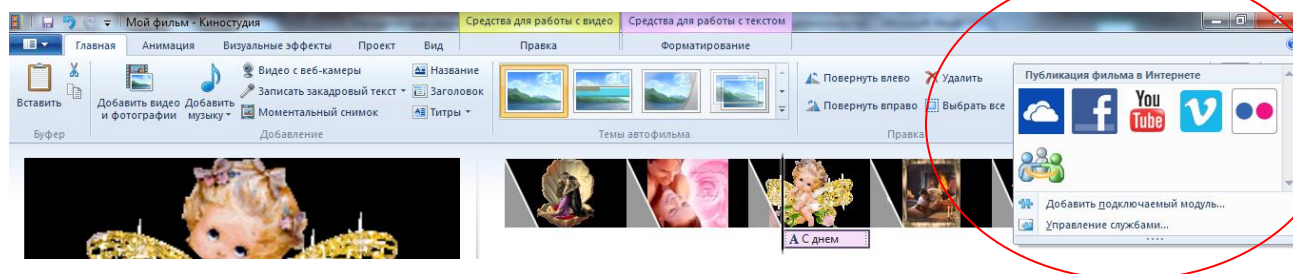 Мой фильм - Киностудия
Средства для работы с видео
Средства для работы с текстом
Главная
Анимация
Визуальные эффекты
Проект
Вид
Правка
Форматирование
Вставить
Буфер
Добавить видео и фотографии
Добавить музыку
Видео с веб-камеры
Записать закадровый текст
Моментальный снимок
Название
Заголовок
Титры
Добавление
Темы автофильма
Повернуть влево
Повернуть вправо
Удалить
Выбрать все
Правка
Публикация фильма в Интернете
f
You
Tube
v
Добавить подключаемый модуль...
Управление службами...
A С днем